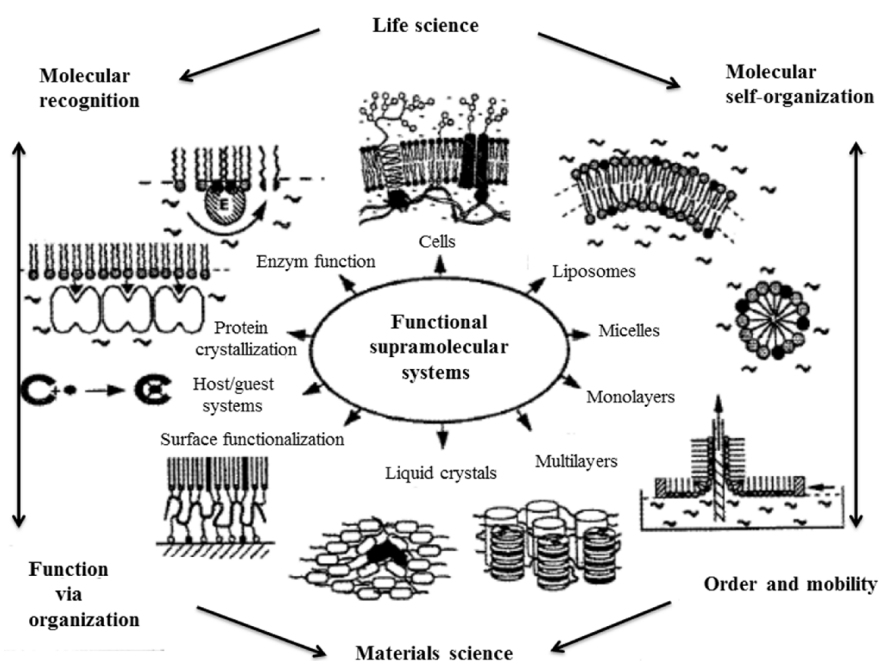 Life science
Molecular
recognition
Molecular
self-organization
E
Cells
Enzym function
Liposomes
Functional
supramolecular
systems
Protein
crystallization
Micelles
Host/guest
systems
Monolayers
Surface functionalization
Liquid crystals
Multilayers
Function
via
organization
Order and mobility
Materials science